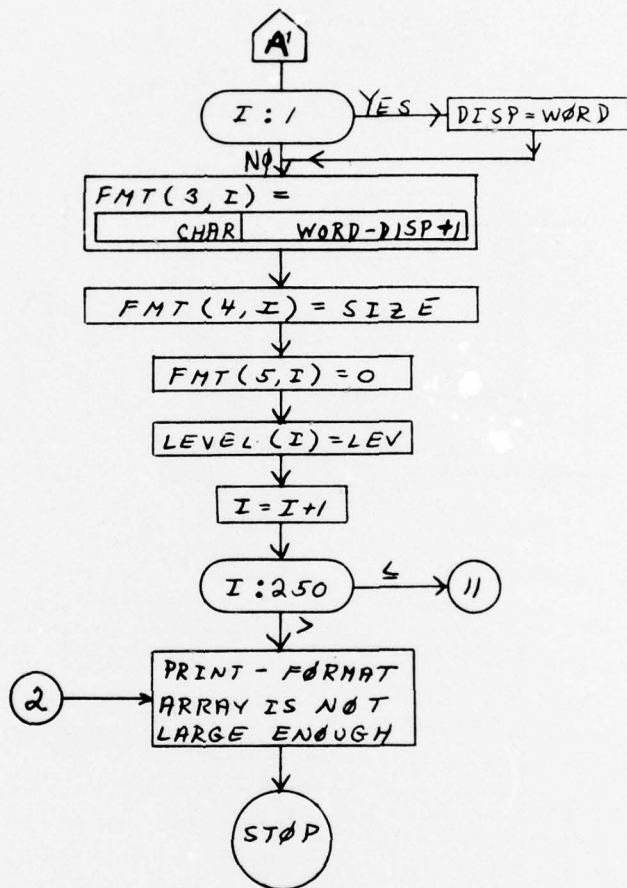 A'
I : 1
YES
DISP=WØRD
NØ
FMT(3,I)=
CHAR WORD-DISP+1
FMT(4,I)=SIZE
FMT(5,I)=0
LEVEL(I)=LEV
I=I+1
I:250
≤
11
>
2
PRINT-FØRMAT
ARRAY IS NØT
LARGE ENØUGH
STØP